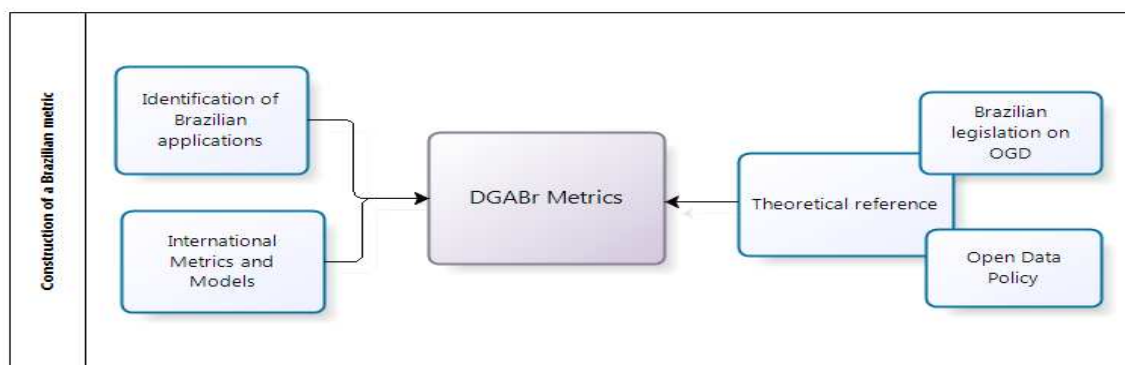 Construction of a Brazilian metric
Identification of
Brazilian
applications
International
Metrics and
Models
DGABr Metrics
Theoretical reference
Brazilian
legislation on
OGD
Open Data
Policy